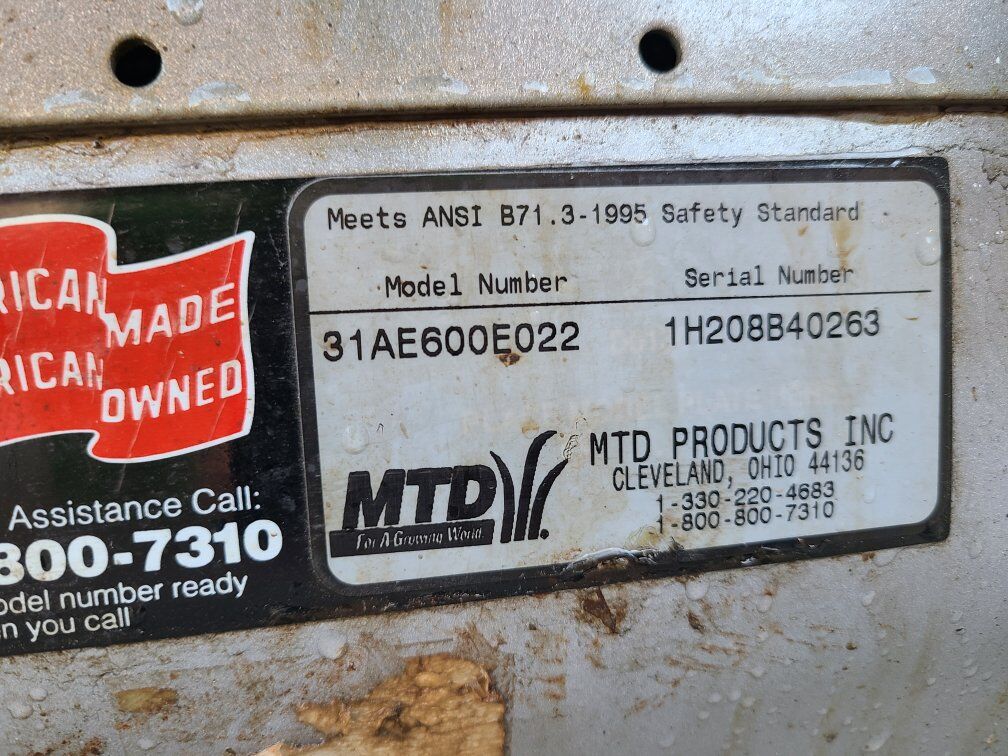 Meets ANSI B71.3-1995 Safety Standard
Model Number Serial Number
31AE600E022 1H208B40263
MTD
For A Growing World.
MTD PRODUCTS INC
CLEVELAND, OHIO 44136
1-330-220-4683
1-800-800-7310
RICAN MADE
RICAN OWNED
Assistance Call:
800-7310
odel number ready
n you call